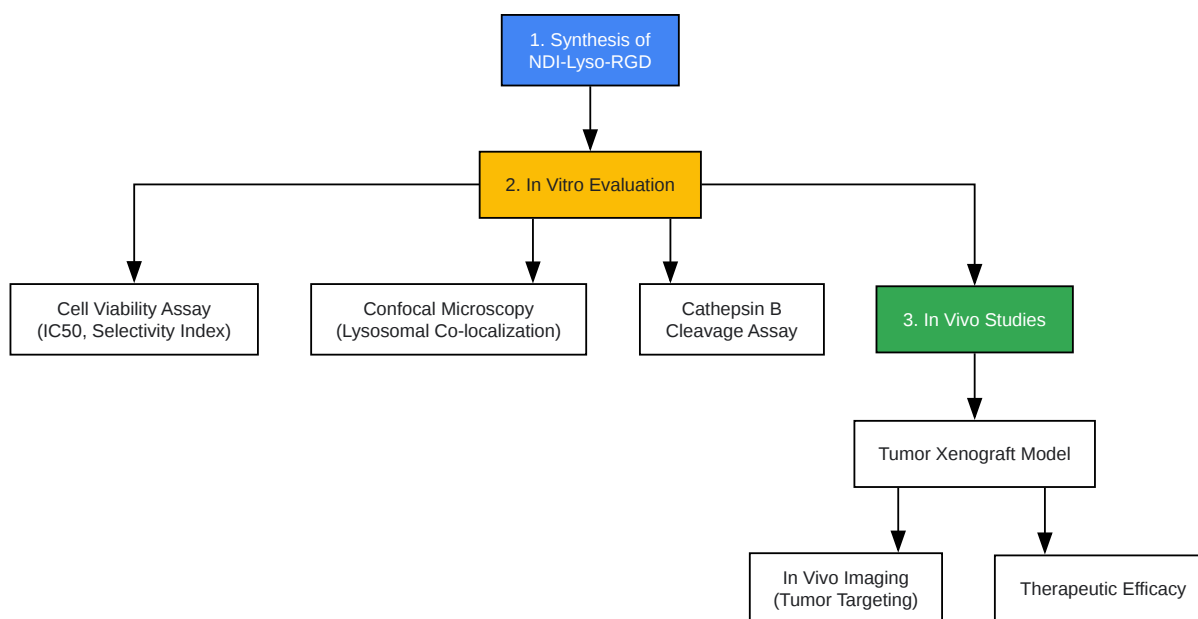 1. Synthesis of
NDI-Lyso-RGD
2. In Vitro Evaluation
Cell Viability Assay
(IC50, Selectivity Index)
Confocal Microscopy
(Lysosomal Co-localization)
Cathepsin B
Cleavage Assay
3. In Vivo Studies
Tumor Xenograft Model
In Vivo Imaging
(Tumor Targeting)
Therapeutic Efficacy